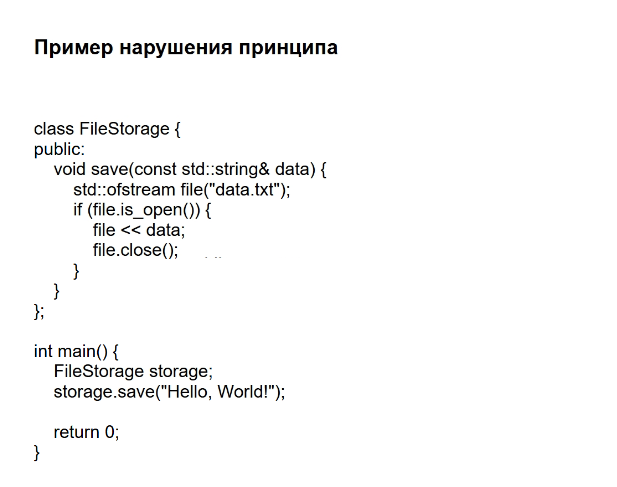 Пример нарушения принципа
class FileStorage {
public:
void save(const std::string& data) {
std::ofstream file("data.txt");
if (file.is_open()) {
file << data;
file.close();
}
}
};
int main() {
FileStorage storage;
storage.save("Hello, World!");
return 0;
}